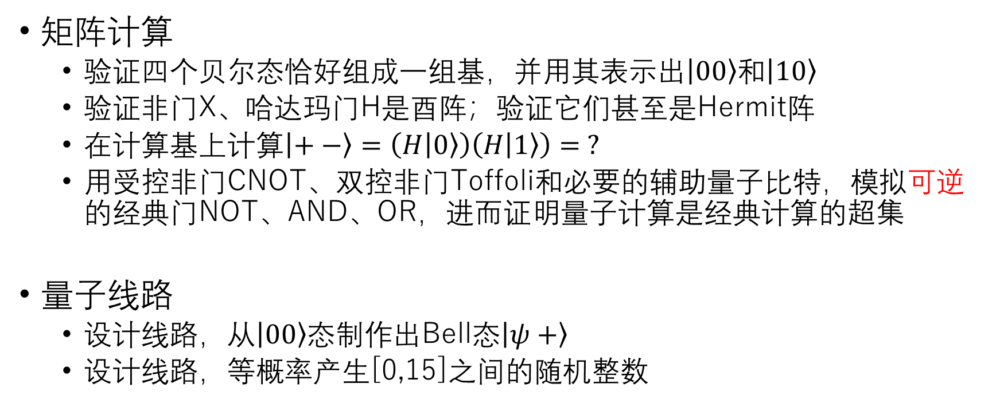 • 矩阵计算
• 验证四个贝尔态恰好组成一组基，并用其表示出|00⟩和|10⟩
• 验证非门X、哈达玛门H是酉阵；验证它们甚至是Hermit阵
• 在计算基上计算|+ −⟩ = (H|0⟩)(H|1⟩) = ?
• 用受控非门CNOT、双控非门Toffoli和必要的辅助量子比特，模拟可逆
的经典门NOT、AND、OR，进而证明量子计算是经典计算的超集
• 量子线路
• 设计线路，从|00⟩态制作出Bell态|ψ +⟩
• 设计线路，等概率产生[0,15]之间的随机整数